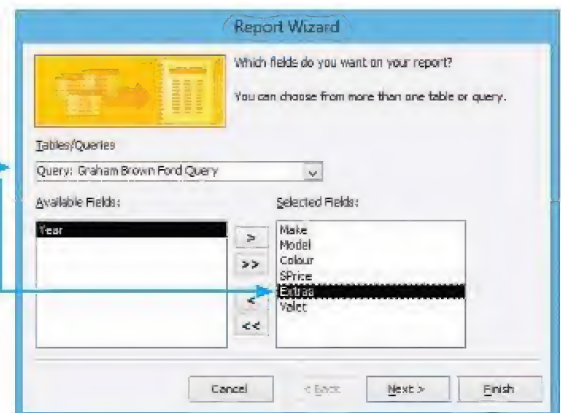 Report Wizard
Which fields do you want on your report?
You can choose from more than one table or query.
Tables/Queries
Query: Graham Brown Ford Query
Available Fields:
Selected Fields:
Year
>
>>
<
<<
Make
Model
Colour
SPrice
Extras
Valet
Cancel
< Back
Next >
Finish